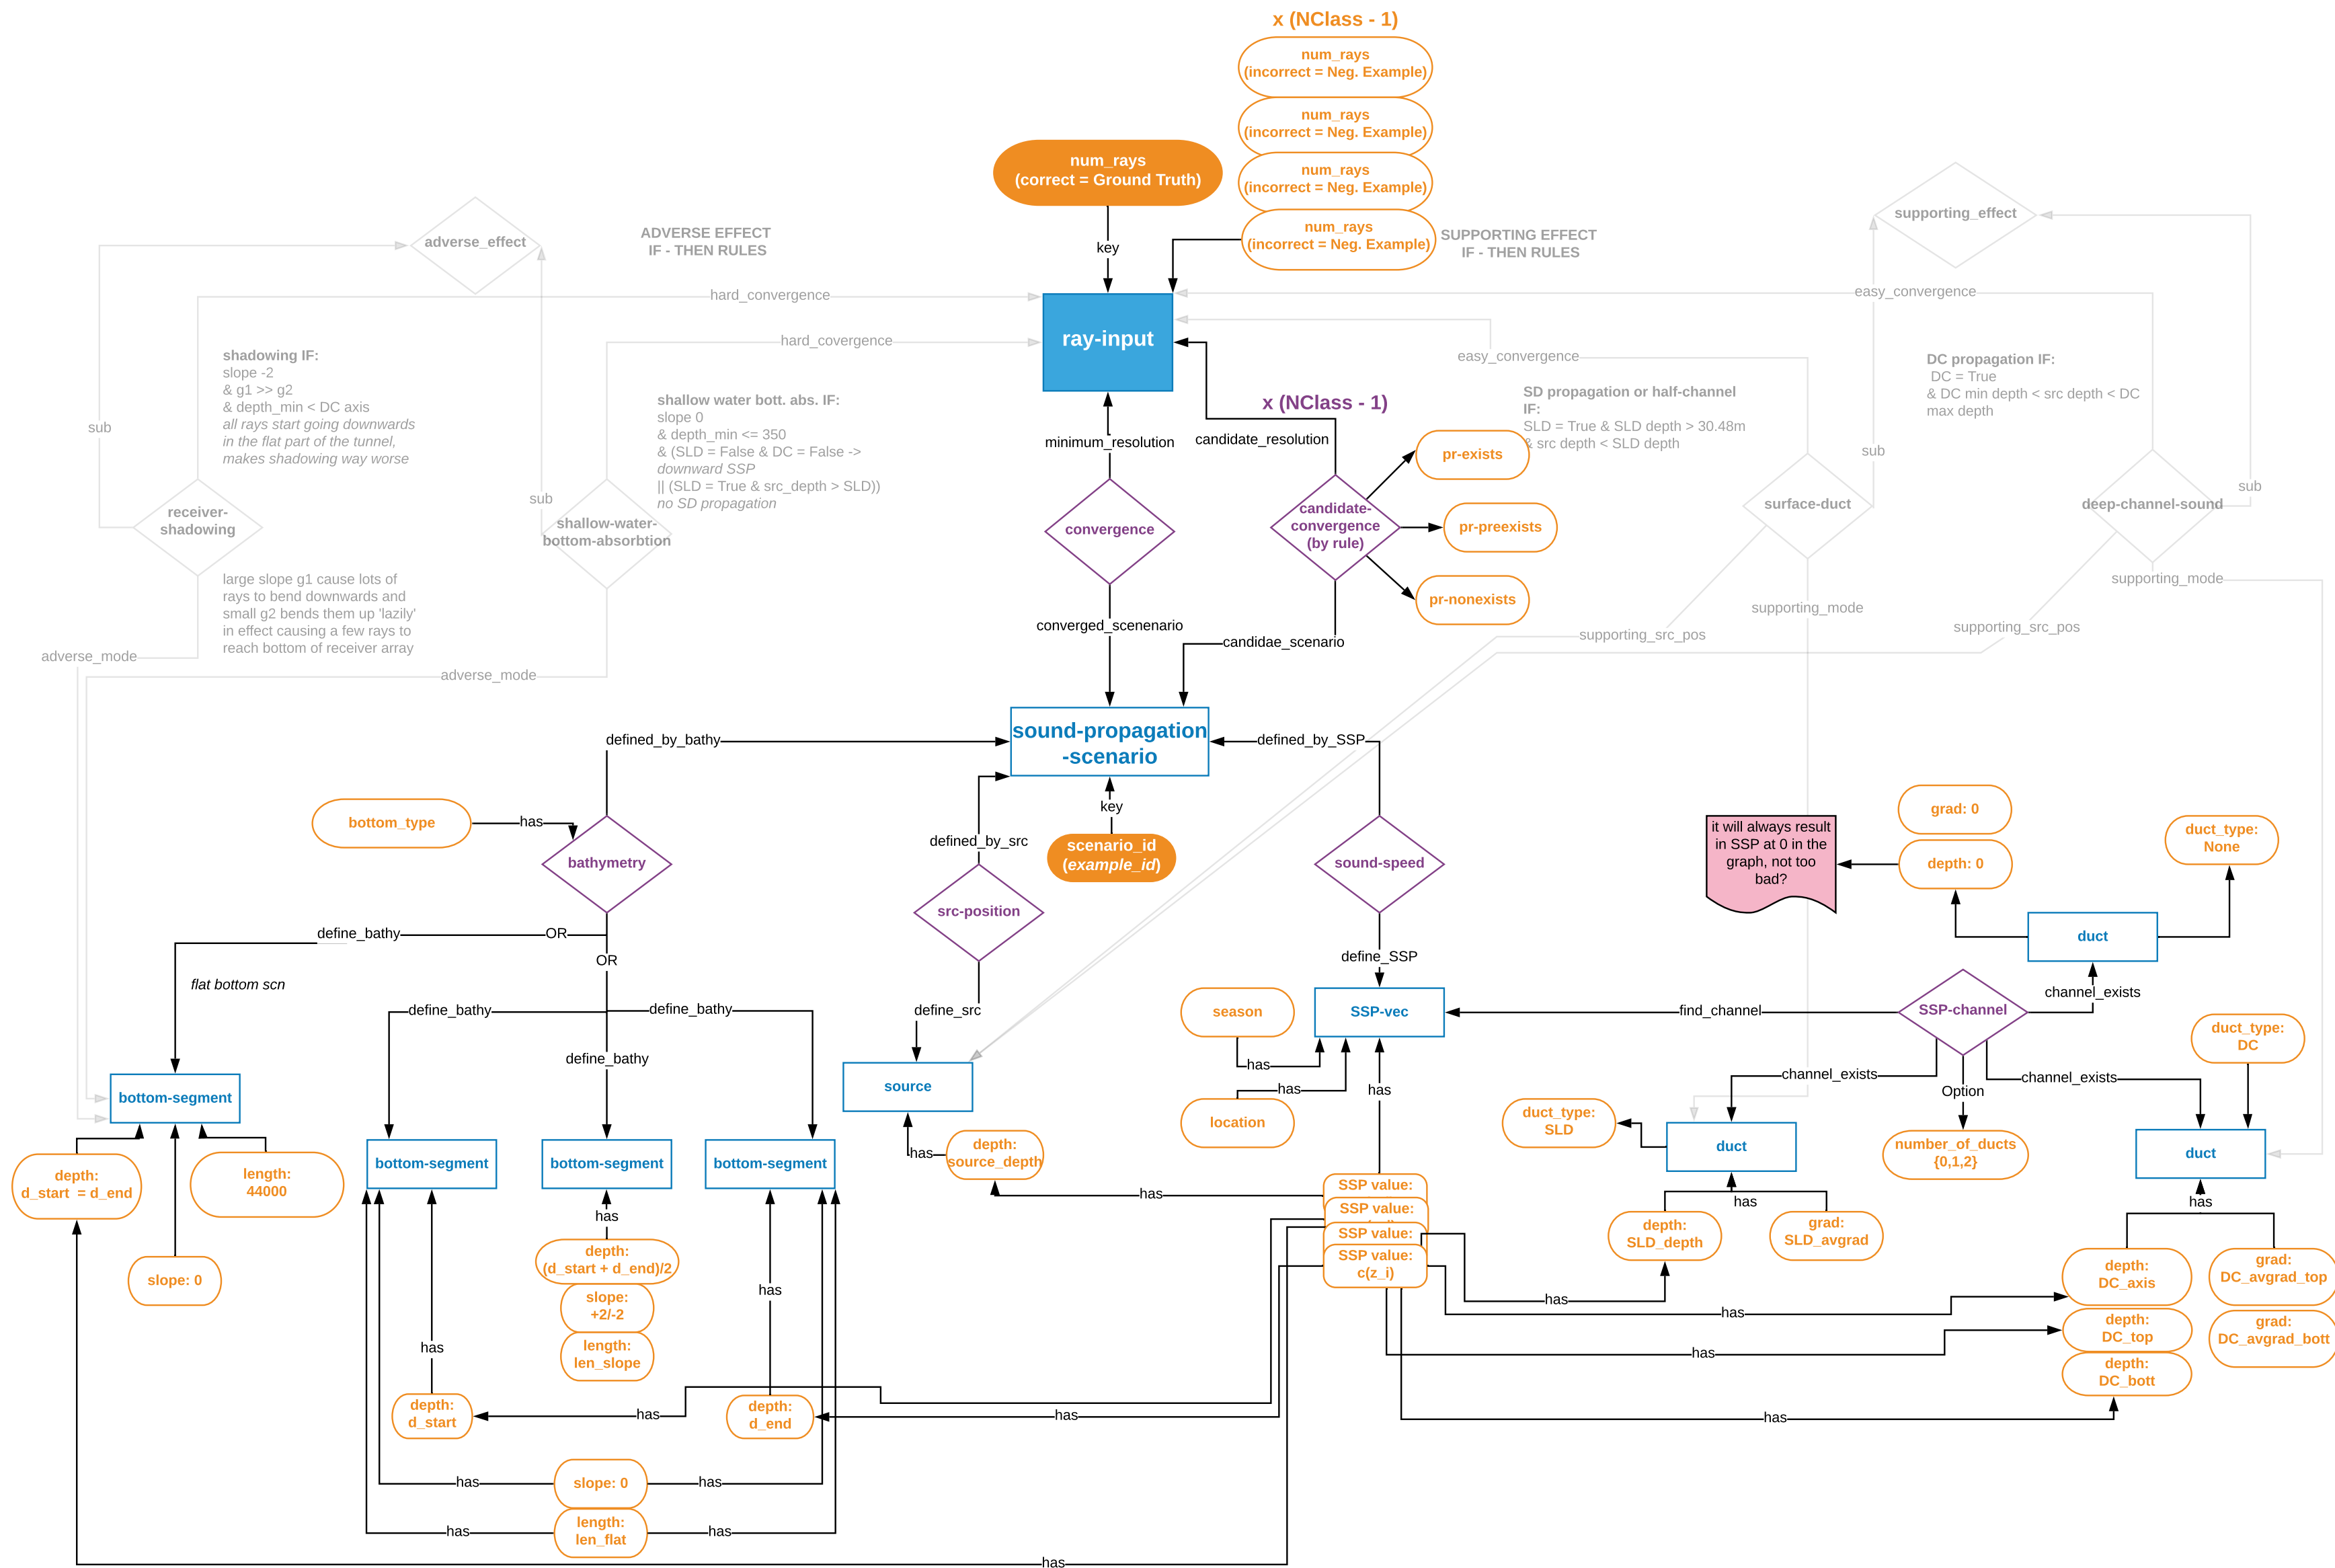 x (NClass - 1)
num_rays
(incorrect = Neg. Example)
num_rays
(incorrect = Neg. Example)
num_rays
(incorrect = Neg. Example)
num_rays
(incorrect = Neg. Example)
num_rays
(correct = Ground Truth)
key
adverse_effect
ADVERSE EFFECT
IF - THEN RULES
SUPPORTING EFFECT
IF - THEN RULES
supporting_effect
hard_convergence
easy_convergence
ray-input
hard_covergence
easy_convergence
shadowing IF:
slope -2
& g1 >> g2
& depth_min < DC axis
all rays start going downwards
in the flat part of the tunnel,
makes shadowing way worse
sub
shallow water bott. abs. IF:
slope 0
& depth_min <= 350
& (SLD = False & DC = False ->
downward SSP
|| (SLD = True & src_depth > SLD))
no SD propagation
sub
minimum_resolution
x (NClass - 1)
candidate_resolution
SD propagation or half-channel
IF:
SLD = True & SLD depth > 30.48m
& src depth < SLD depth
DC propagation IF:
DC = True
& DC min depth < src depth < DC
max depth
sub
sub
receiver-
shadowing
shallow-water-
bottom-absorbtion
convergence
candidate-
convergence
(by rule)
pr-exists
pr-preexists
pr-nonexists
surface-duct
deep-channel-sound
large slope g1 cause lots of
rays to bend downwards and
small g2 bends them up 'lazily'
in effect causing a few rays to
reach bottom of receiver array
adverse_mode
adverse_mode
converged_scenenario
candidae_scenario
supporting_src_pos
supporting_mode
supporting_src_pos
supporting_mode
sound-propagation
-scenario
defined_by_bathy
defined_by_SSP
key
scenario_id
(example_id)
bottom_type
has
bathymetry
defined_by_src
src-position
sound-speed
it will always result
in SSP at 0 in the
graph, not too
bad?
grad: 0
depth: 0
duct_type:
None
duct
define_bathy
OR
OR
flat bottom scn
define_bathy
define_bathy
define_bathy
define_src
define_SSP
season
has
location
has
SSP-vec
has
find_channel
SSP-channel
channel_exists
channel_exists
Option
channel_exists
duct_type:
DC
bottom-segment
bottom-segment
bottom-segment
bottom-segment
source
has
depth:
source_depth
duct_type:
SLD
duct
number_of_ducts
{0,1,2}
duct
depth:
d_start  = d_end
length:
44000
slope: 0
has
depth:
(d_start + d_end)/2
slope:
+2/-2
length:
len_slope
has
has
has
SSP value:
SSP value:
SSP value:
SSP value:
c(z_i)
has
depth:
SLD_depth
grad:
SLD_avgrad
has
depth:
DC_axis
depth:
DC_top
depth:
DC_bott
grad:
DC_avgrad_top
grad:
DC_avgrad_bott
has
has
has
has
depth:
d_start
has
depth:
d_end
has
has
slope: 0
has
has
length:
len_flat
has
has